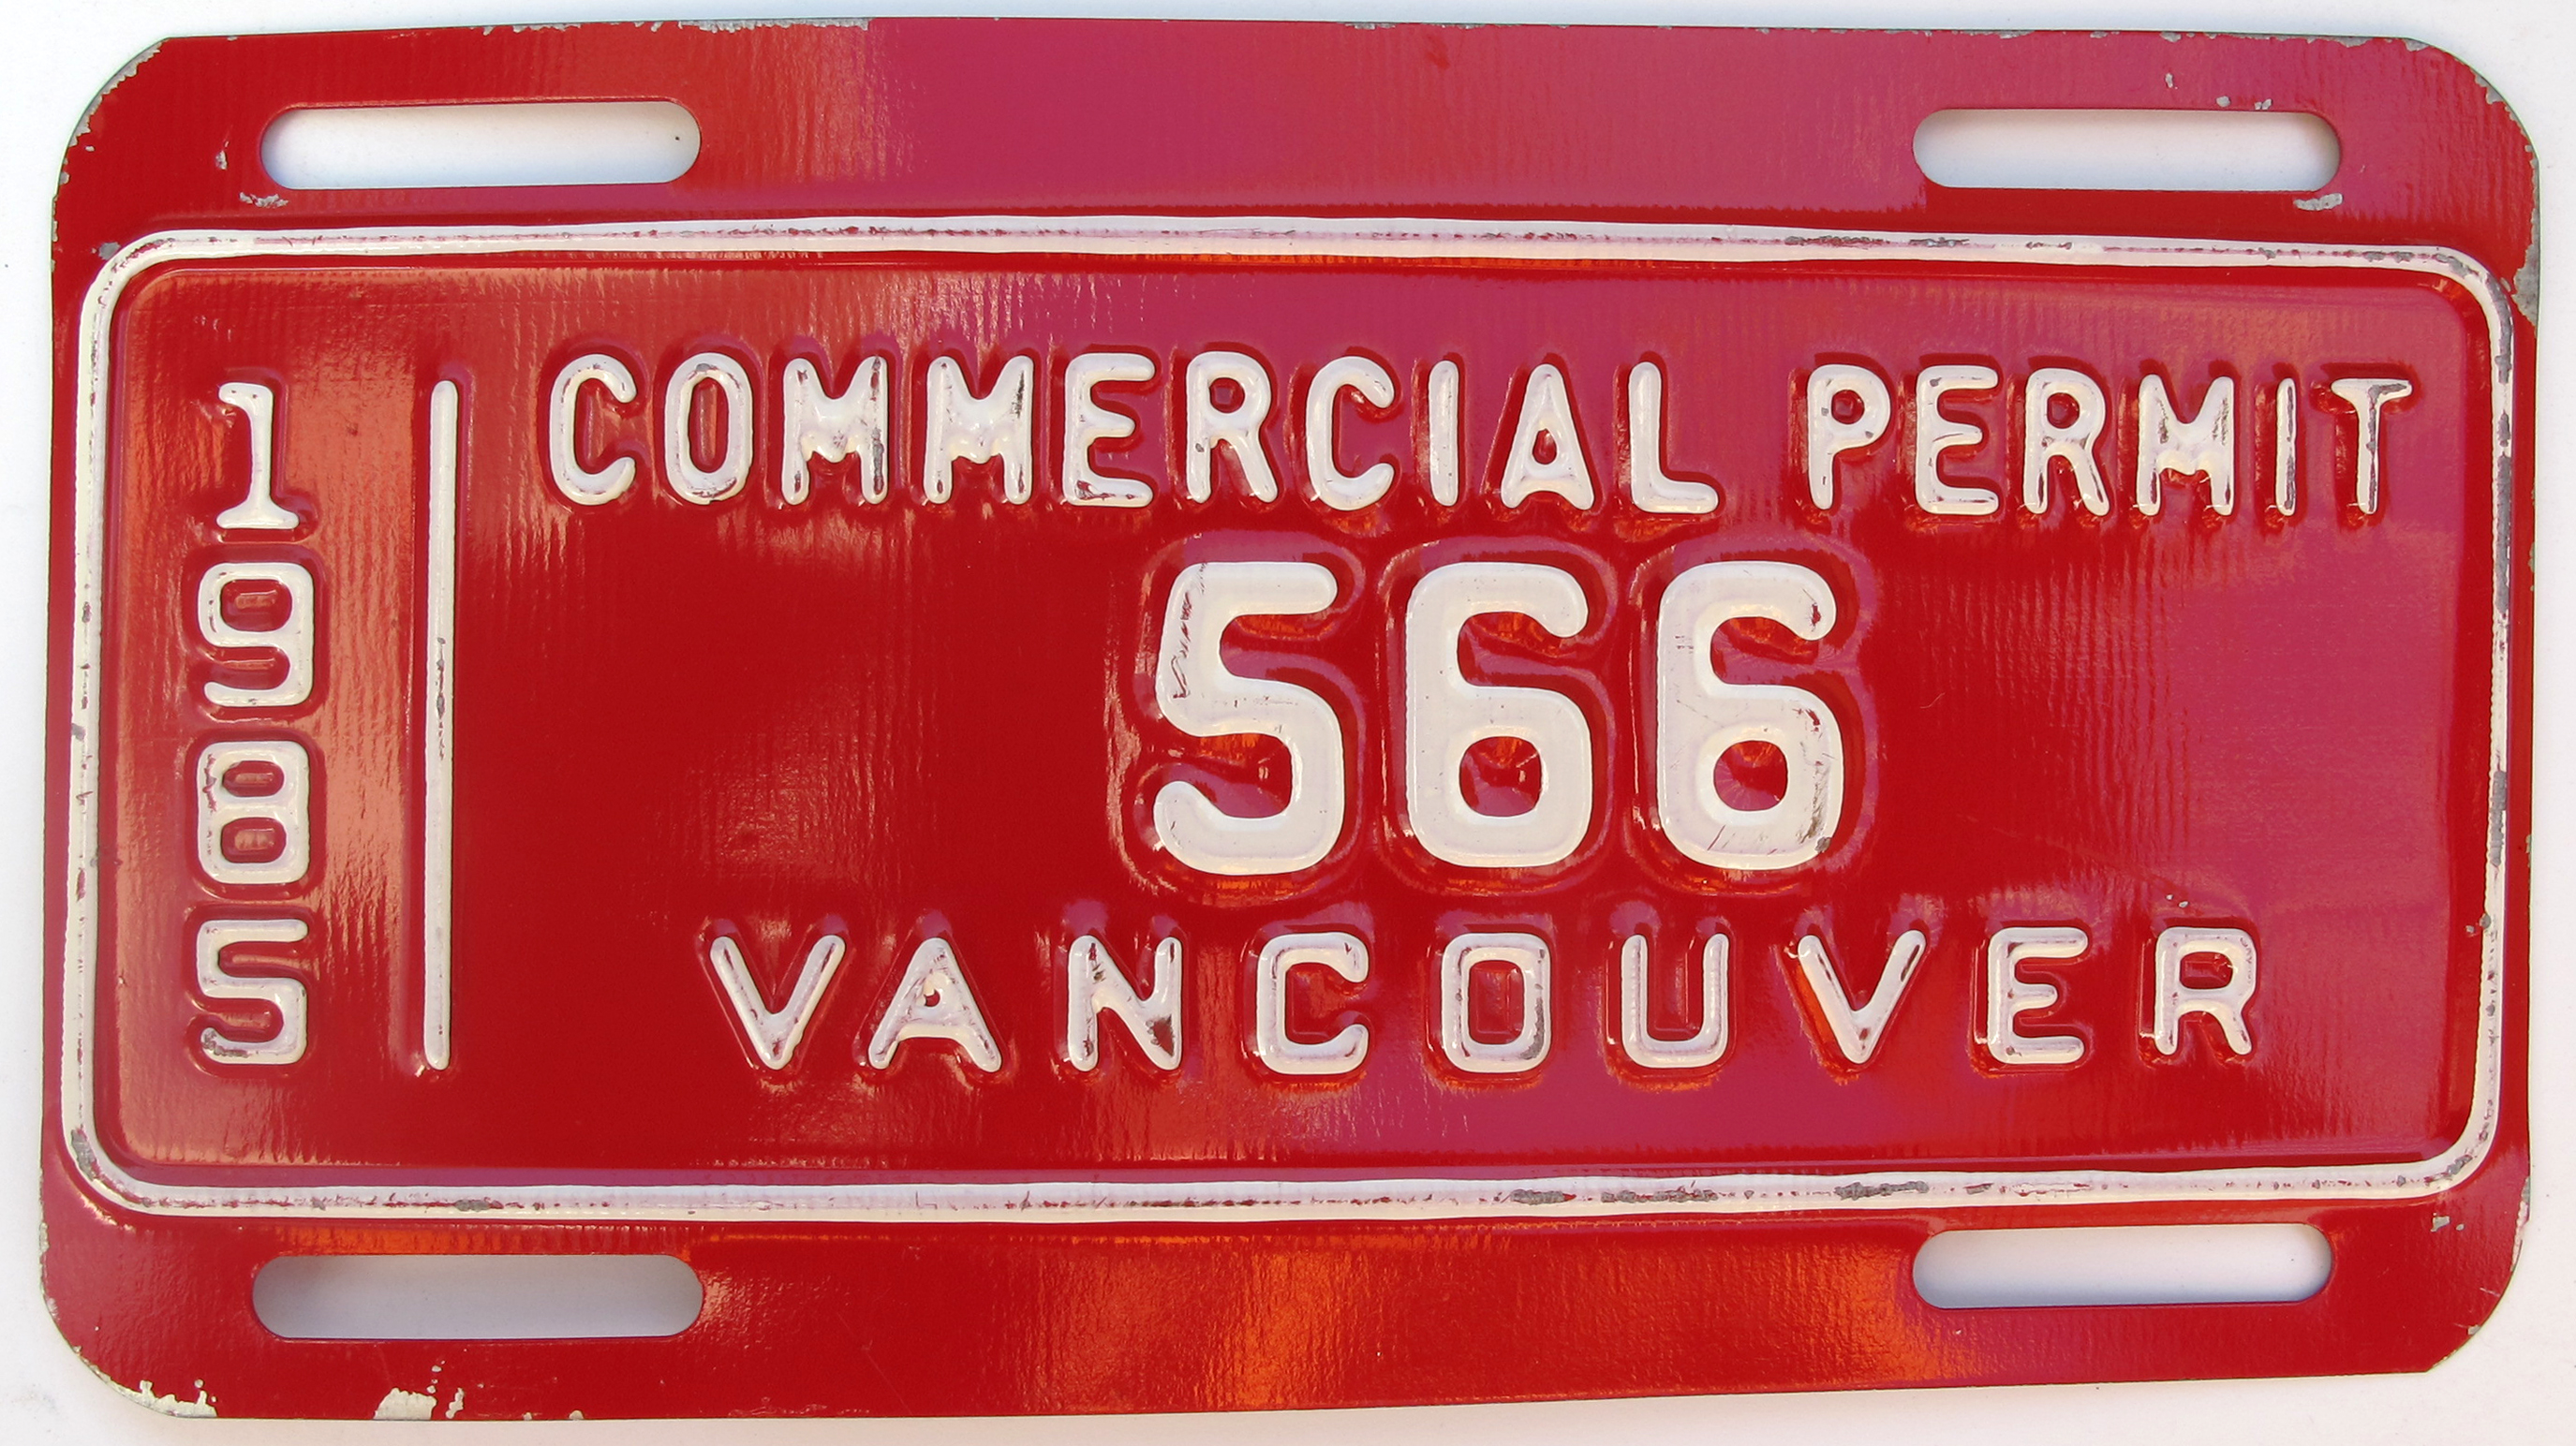 1985
COMMERCIAL PERMIT
566
VANCOUVER